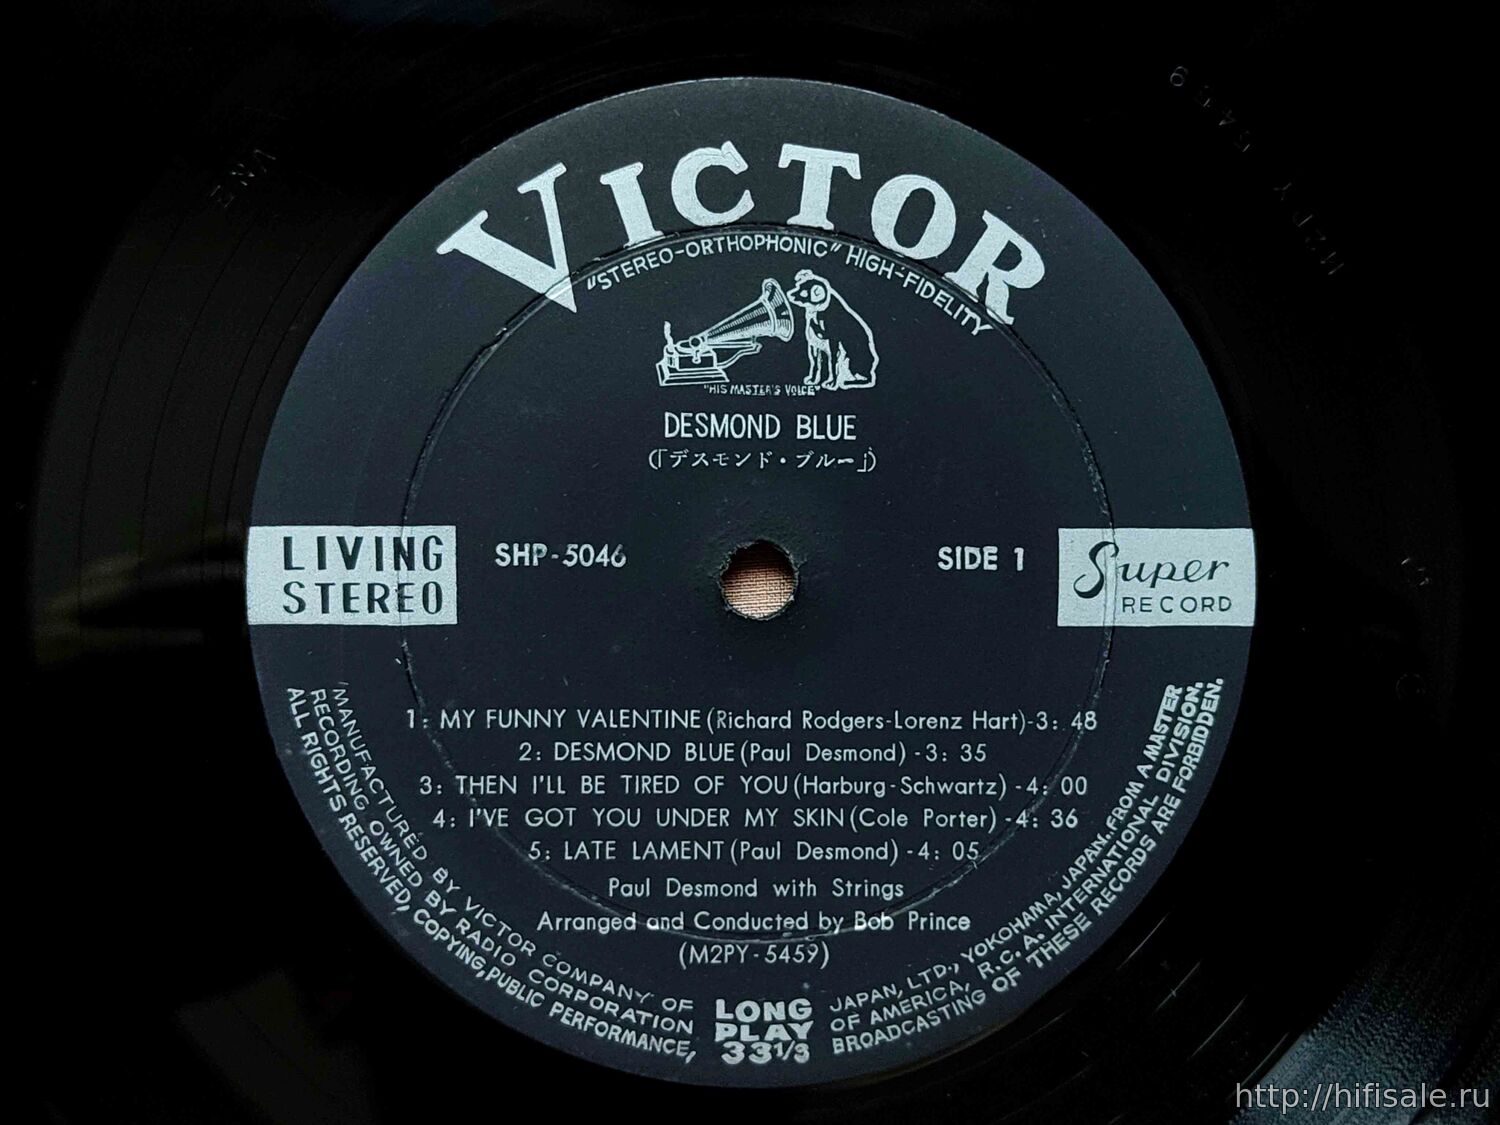 VICTOR
"STEREO-ORTHOPHONIC" HIGH-FIDELITY
"HIS MASTER'S VOICE"
DESMOND BLUE
(「デスモンド・ブルー」)
LIVING
STEREO
SHP-5046
SIDE 1
Super
RECORD
1: MY FUNNY VALENTINE (Richard Rodgers-Lorenz Hart)-3: 48
2: DESMOND BLUE (Paul Desmond) -3: 35
3: THEN I'LL BE TIRED OF YOU (Harburg-Schwartz) -4: 00
4: I'VE GOT YOU UNDER MY SKIN (Cole Porter) -4: 36
5: LATE LAMENT (Paul Desmond) -4: 05
Paul Desmond with Strings
Arranged and Conducted by Bob Prince
(M2PY-5459)
MANUFACTURED BY VICTOR COMPANY OF JAPAN, LTD., YOKOHAMA, JAPAN. FROM A MASTER
RECORDING OWNED BY RADIO CORPORATION OF AMERICA, R.C.A. INTERNATIONAL DIVISION.
ALL RIGHTS RESERVED, COPYING, PUBLIC PERFORMANCE, BROADCASTING OF THESE RECORDS ARE FORBIDDEN.
LONG
PLAY
33 1/3
http://hifisale.ru